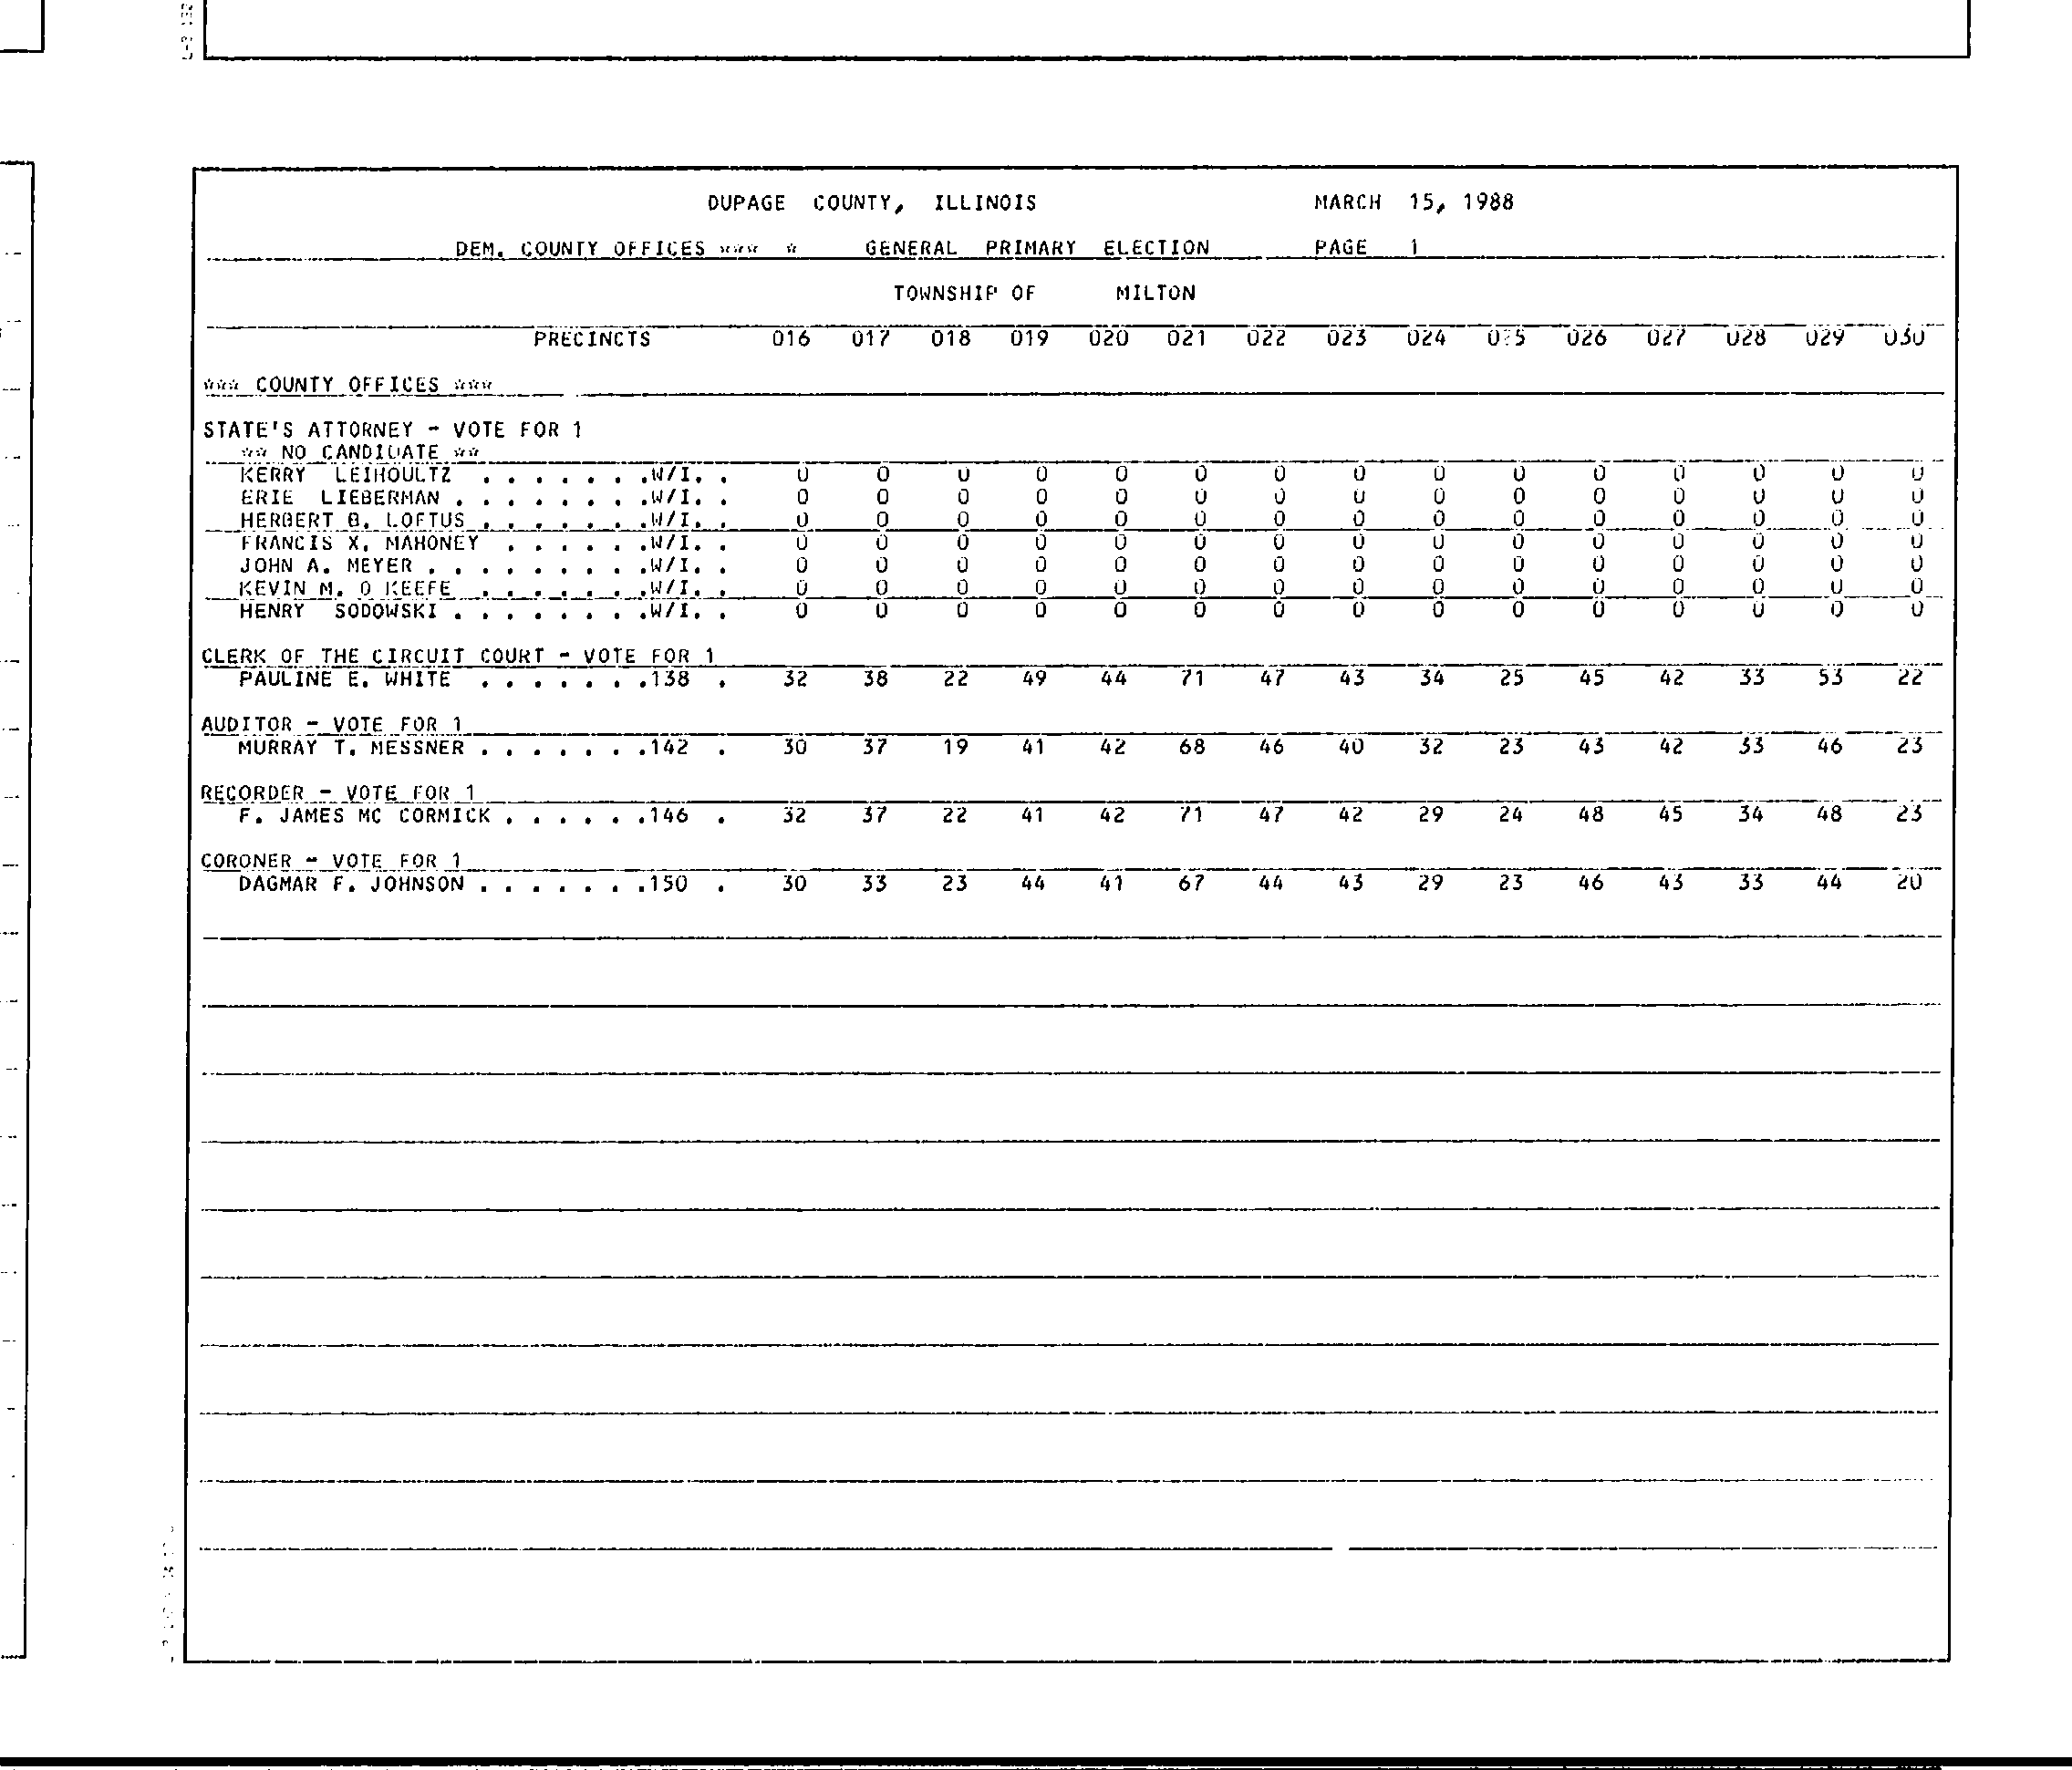 DUPAGE COUNTY, ILLINOIS MARCH 15, 1988
DEM. COUNTY OFFICES *** * GENERAL PRIMARY ELECTION PAGE 1
TOWNSHIP OF MILTON
PRECINCTS 016 017 018 019 020 021 022 023 024 025 026 027 028 029 030
*** COUNTY OFFICES ***
STATE'S ATTORNEY - VOTE FOR 1
** NO CANDIDATE **
KERRY LEIHOULTZ . . . . . . .W/I. . 0 0 0 0 0 0 0 0 0 0 0 0 0 0 0
ERIE LIEBERMAN . . . . . . . .W/I. . 0 0 0 0 0 0 0 0 0 0 0 0 0 0 0
HERBERT B. LOFTUS . . . . . . .W/I. . 0 0 0 0 0 0 0 0 0 0 0 0 0 0 0
FRANCIS X. MAHONEY . . . . . .W/I. . 0 0 0 0 0 0 0 0 0 0 0 0 0 0 0
JOHN A. MEYER . . . . . . . . .W/I. . 0 0 0 0 0 0 0 0 0 0 0 0 0 0 0
KEVIN M. O KEEFE . . . . . . .W/I. . 0 0 0 0 0 0 0 0 0 0 0 0 0 0 0
HENRY SODOWSKI . . . . . . . .W/I. . 0 0 0 0 0 0 0 0 0 0 0 0 0 0 0
CLERK OF THE CIRCUIT COURT - VOTE FOR 1
PAULINE E. WHITE . . . . . . .138 . 32 38 22 49 44 71 47 43 34 25 45 42 33 53 22
AUDITOR - VOTE FOR 1
MURRAY T. MESSNER . . . . . . .142 . 30 37 19 41 42 68 46 40 32 23 43 42 33 46 23
RECORDER - VOTE FOR 1
F. JAMES MC CORMICK . . . . . .146 . 32 37 22 41 42 71 47 42 29 24 48 45 34 48 23
CORONER - VOTE FOR 1
DAGMAR F. JOHNSON . . . . . . .150 . 30 33 23 44 41 67 44 43 29 23 46 43 33 44 20